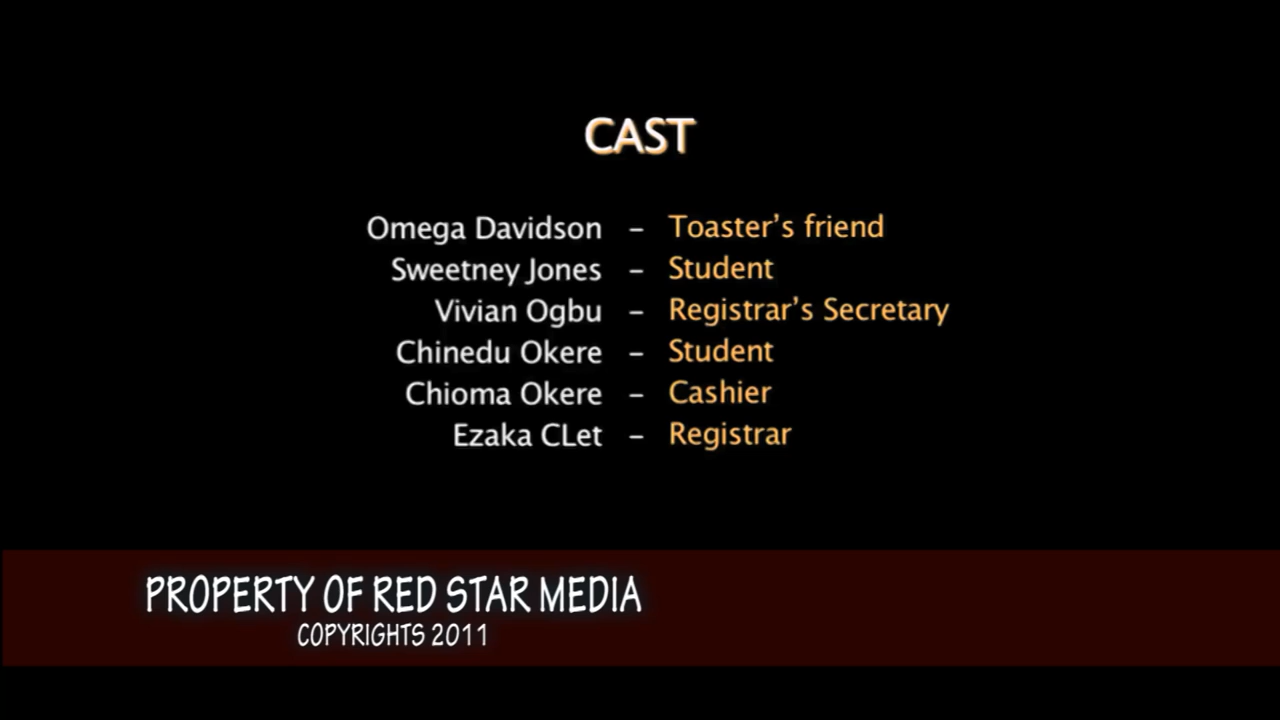 CAST
Omega Davidson – Toaster's friend
Sweetney Jones – Student
Vivian Ogbu – Registrar's Secretary
Chinedu Okere – Student
Chioma Okere – Cashier
Ezaka CLet – Registrar
PROPERTY OF RED STAR MEDIA
COPYRIGHTS 2011